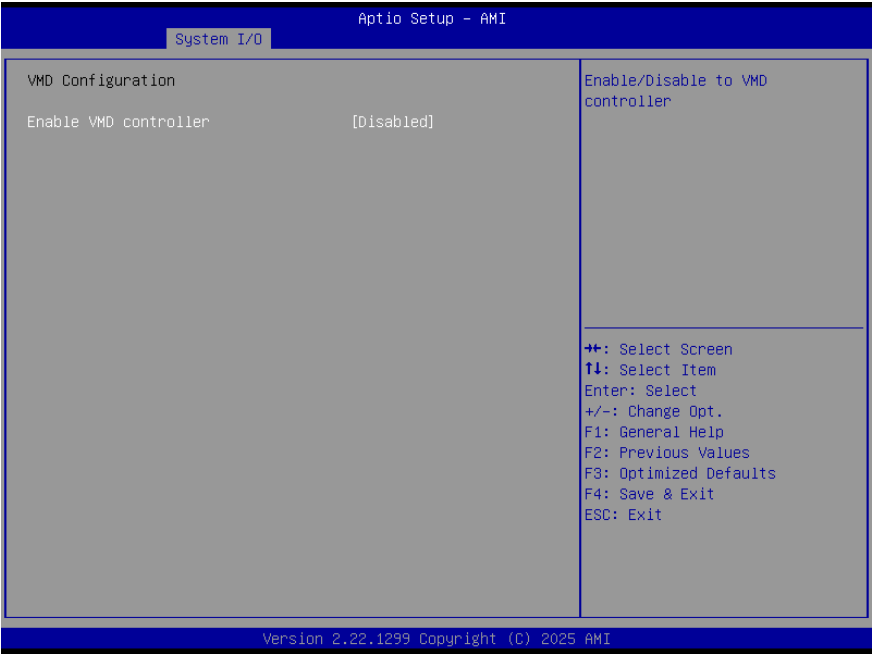 Aptio Setup – AMI
System I/O
VMD Configuration
Enable VMD controller [Disabled]
Enable/Disable to VMD
controller
→←: Select Screen
↑↓: Select Item
Enter: Select
+/-: Change Opt.
F1: General Help
F2: Previous Values
F3: Optimized Defaults
F4: Save & Exit
ESC: Exit
Version 2.22.1299 Copyright (C) 2025 AMI